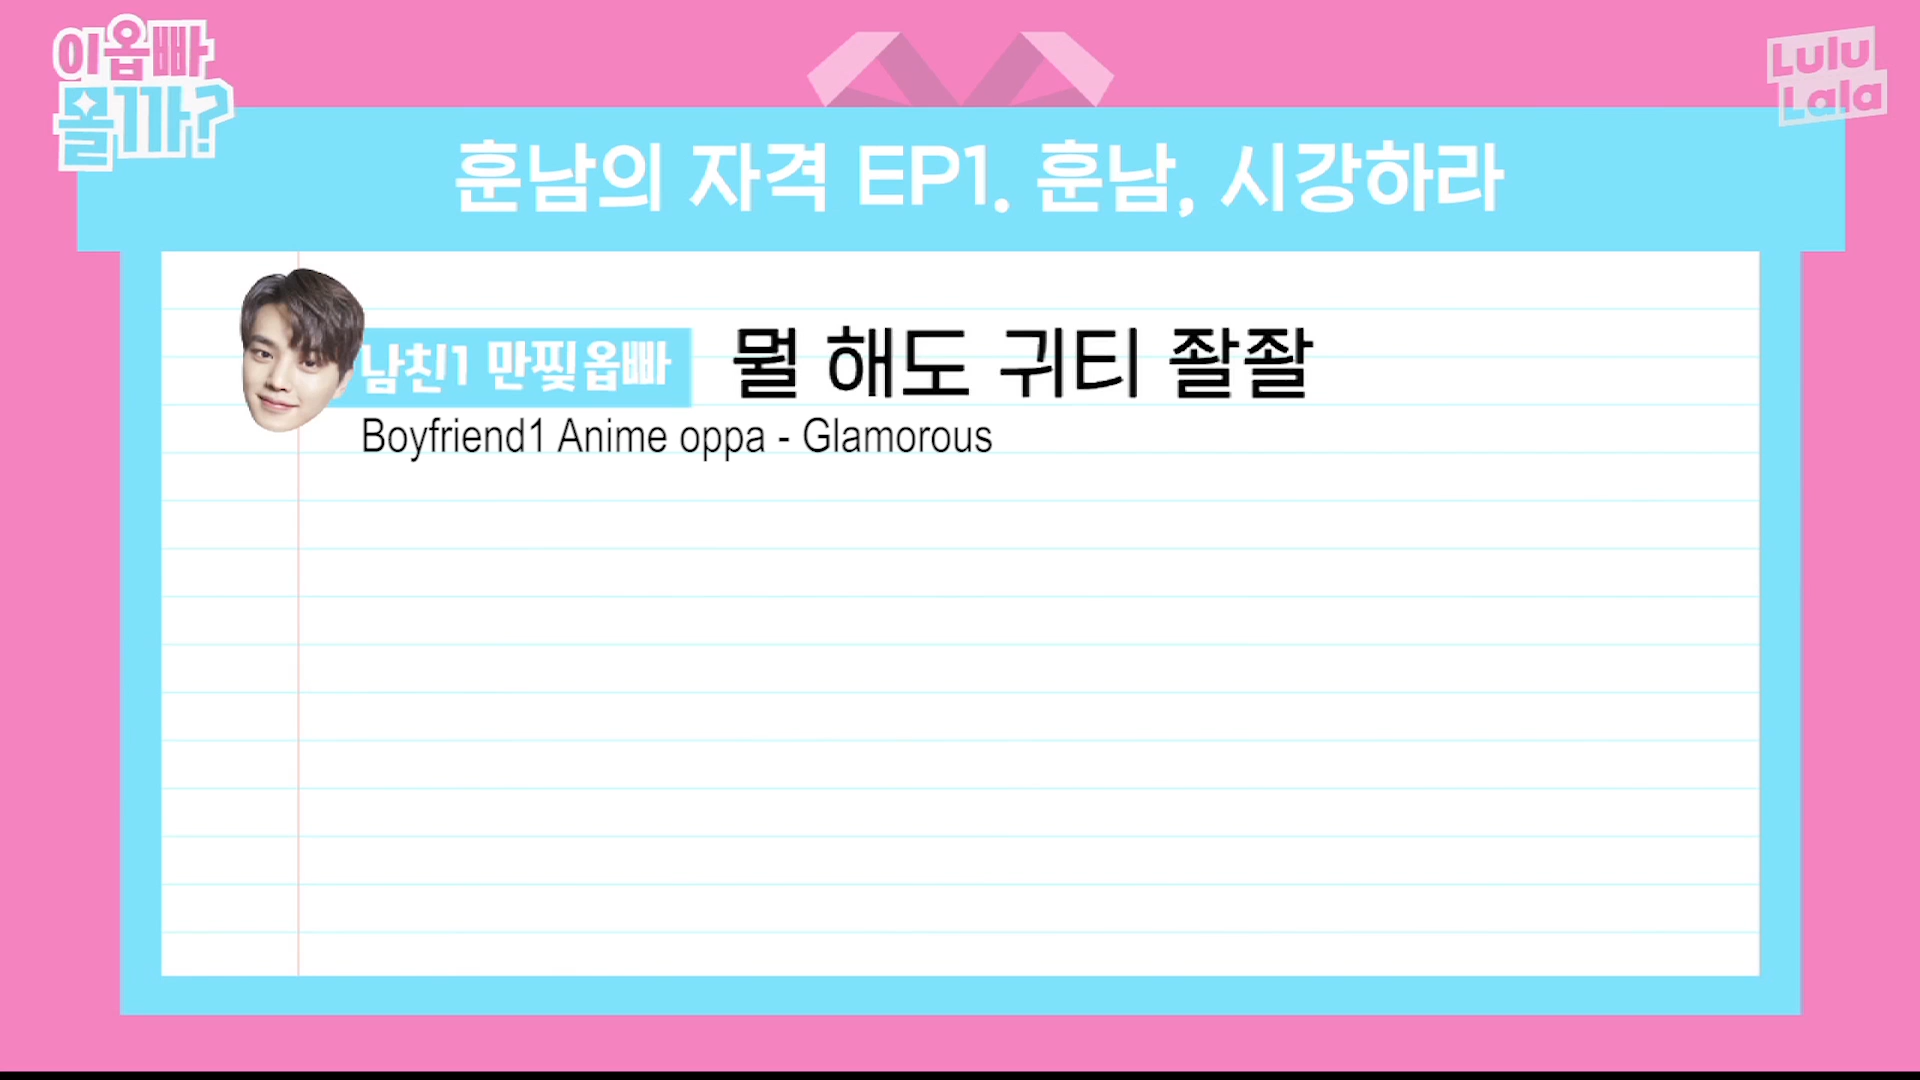 이옵빠
몰까?
Lulu
Lala
훈남의 자격 EP1. 훈남, 시강하라
남친1 만찢옵빠
뭘 해도 귀티 좔좔
Boyfriend1 Anime oppa - Glamorous